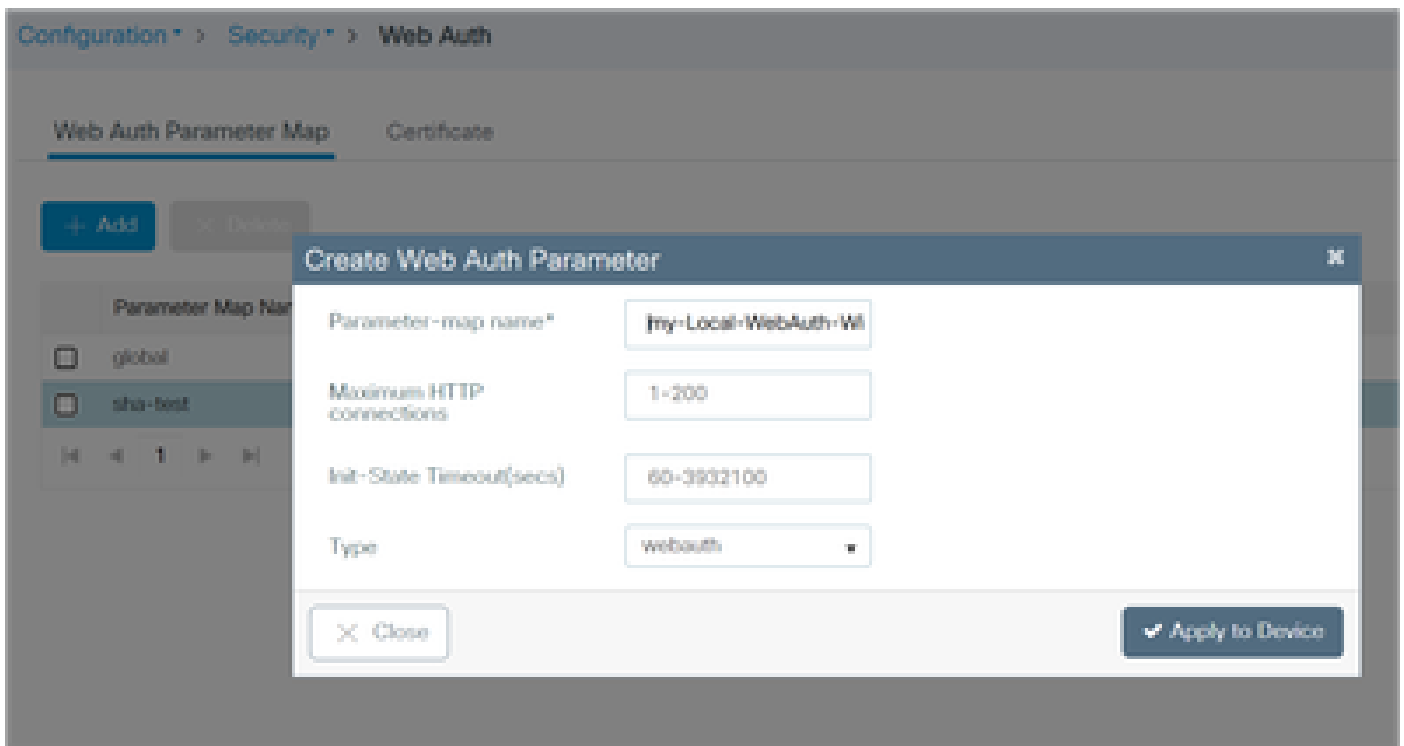 Configuration > Security > Web Auth
Web Auth Parameter Map Certificate
+ Add × Delete
Create Web Auth Parameter ×
Parameter Map Nar
Parameter-map name* my-Local-WebAuth-WI
global
Maximum HTTP connections 1-200
sha-test
1
Init-State Timeout(secs) 60-3932100
Type webauth
× Close ✔ Apply to Device